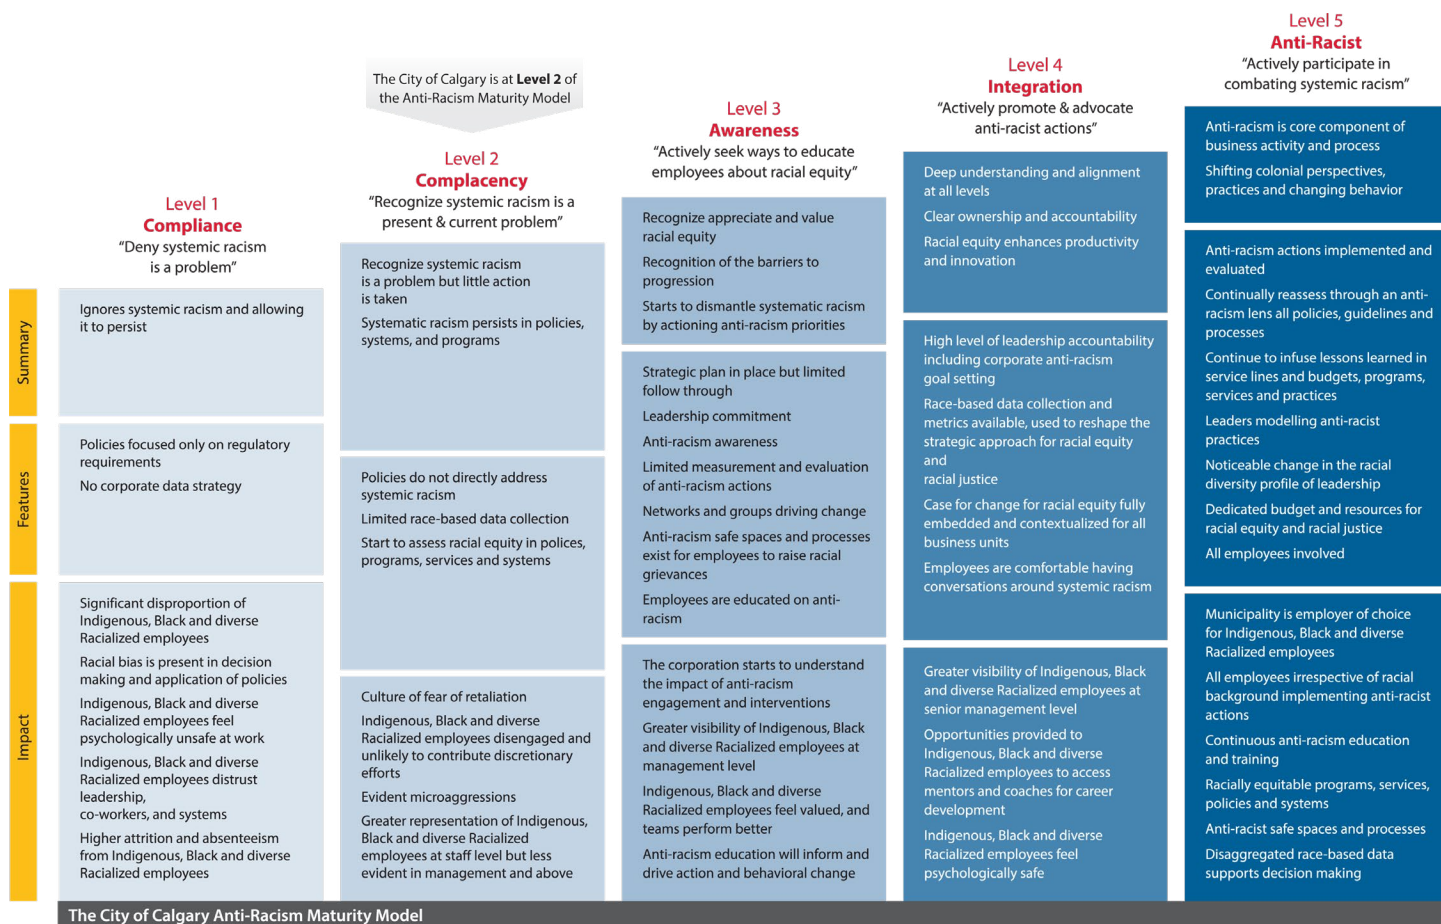 The City of Calgary is at Level 2 of
the Anti-Racism Maturity Model
Level 1
Compliance
“Deny systemic racism
is a problem”
Level 2
Complacency
“Recognize systemic racism is a
present & current problem”
Level 3
Awareness
“Actively seek ways to educate
employees about racial equity”
Level 4
Integration
“Actively promote & advocate
anti-racist actions”
Level 5
Anti-Racist
“Actively participate in
combating systemic racism”
Summary
Ignores systemic racism and allowing
it to persist
Recognize systemic racism
is a problem but little action
is taken
Systematic racism persists in policies,
systems, and programs
Recognize appreciate and value
racial equity
Recognition of the barriers to
progression
Starts to dismantle systematic racism
by actioning anti-racism priorities
Deep understanding and alignment
at all levels
Clear ownership and accountability
Racial equity enhances productivity
and innovation
Anti-racism is core component of
business activity and process
Shifting colonial perspectives,
practices and changing behavior
Features
Policies focused only on regulatory
requirements
No corporate data strategy
Policies do not directly address
systemic racism
Limited race-based data collection
Start to assess racial equity in polices,
programs, services and systems
Strategic plan in place but limited
follow through
Leadership commitment
Anti-racism awareness
Limited measurement and evaluation
of anti-racism actions
Networks and groups driving change
Anti-racism safe spaces and processes
exist for employees to raise racial
grievances
Employees are educated on anti-
racism
High level of leadership accountability
including corporate anti-racism
goal setting
Race-based data collection and
metrics available, used to reshape the
strategic approach for racial equity
and
racial justice
Case for change for racial equity fully
embedded and contextualized for all
business units
Employees are comfortable having
conversations around systemic racism
Anti-racism actions implemented and
evaluated
Continually reassess through an anti-
racism lens all policies, guidelines and
processes
Continue to infuse lessons learned in
service lines and budgets, programs,
services and practices
Leaders modelling anti-racist
practices
Noticeable change in the racial
diversity profile of leadership
Dedicated budget and resources for
racial equity and racial justice
All employees involved
Impact
Significant disproportion of
Indigenous, Black and diverse
Racialized employees
Racial bias is present in decision
making and application of policies
Indigenous, Black and diverse
Racialized employees feel
psychologically unsafe at work
Indigenous, Black and diverse
Racialized employees distrust
leadership,
co-workers, and systems
Higher attrition and absenteeism
from Indigenous, Black and diverse
Racialized employees
Culture of fear of retaliation
Indigenous, Black and diverse
Racialized employees disengaged and
unlikely to contribute discretionary
efforts
Evident microaggressions
Greater representation of Indigenous,
Black and diverse Racialized
employees at staff level but less
evident in management and above
The corporation starts to understand
the impact of anti-racism
engagement and interventions
Greater visibility of Indigenous, Black
and diverse Racialized employees at
management level
Indigenous, Black and diverse
Racialized employees feel valued, and
teams perform better
Anti-racism education will inform and
drive action and behavioral change
Greater visibility of Indigenous, Black
and diverse Racialized employees at
senior management level
Opportunities provided to
Indigenous, Black and diverse
Racialized employees to access
mentors and coaches for career
development
Indigenous, Black and diverse
Racialized employees feel
psychologically safe
Municipality is employer of choice
for Indigenous, Black and diverse
Racialized employees
All employees irrespective of racial
background implementing anti-racist
actions
Continuous anti-racism education
and training
Racially equitable programs, services,
policies and systems
Anti-racist safe spaces and processes
Disaggregated race-based data
supports decision making
The City of Calgary Anti-Racism Maturity Model